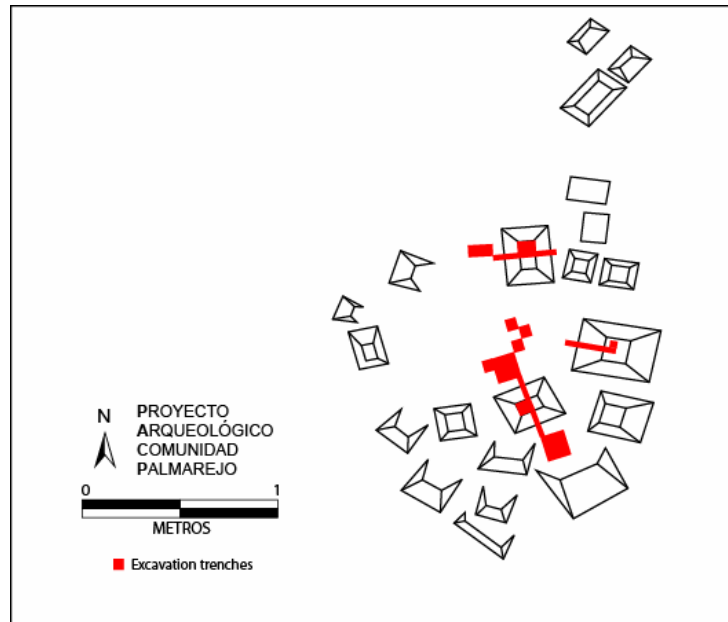 N
PROYECTO
ARQUEOLÓGICO
COMUNIDAD
PALMAREJO
0 1
METROS
Excavation trenches